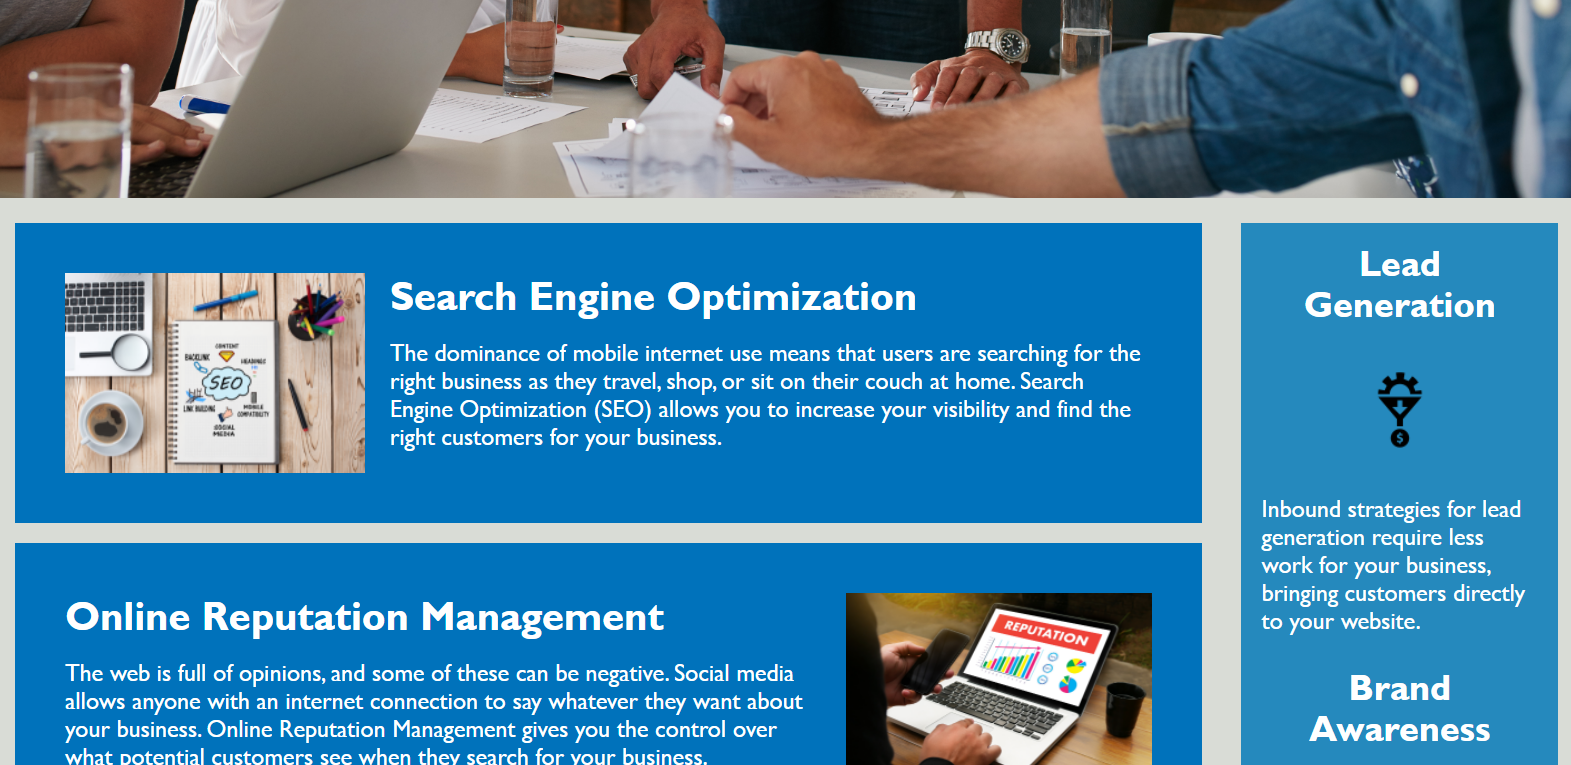 Search Engine Optimization
The dominance of mobile internet use means that users are searching for the
right business as they travel, shop, or sit on their couch at home. Search
Engine Optimization (SEO) allows you to increase your visibility and find the
right customers for your business.
CONTENT
BACKLINK
HEADINGS
SEO
LINK BUILDING
MOBILE
COMPATIBILITY
SOCIAL
MEDIA
Online Reputation Management
The web is full of opinions, and some of these can be negative. Social media
allows anyone with an internet connection to say whatever they want about
your business. Online Reputation Management gives you the control over
what potential customers see when they search for your business.
REPUTATION
Lead
Generation
$
Inbound strategies for lead
generation require less
work for your business,
bringing customers directly
to your website.
Brand
Awareness